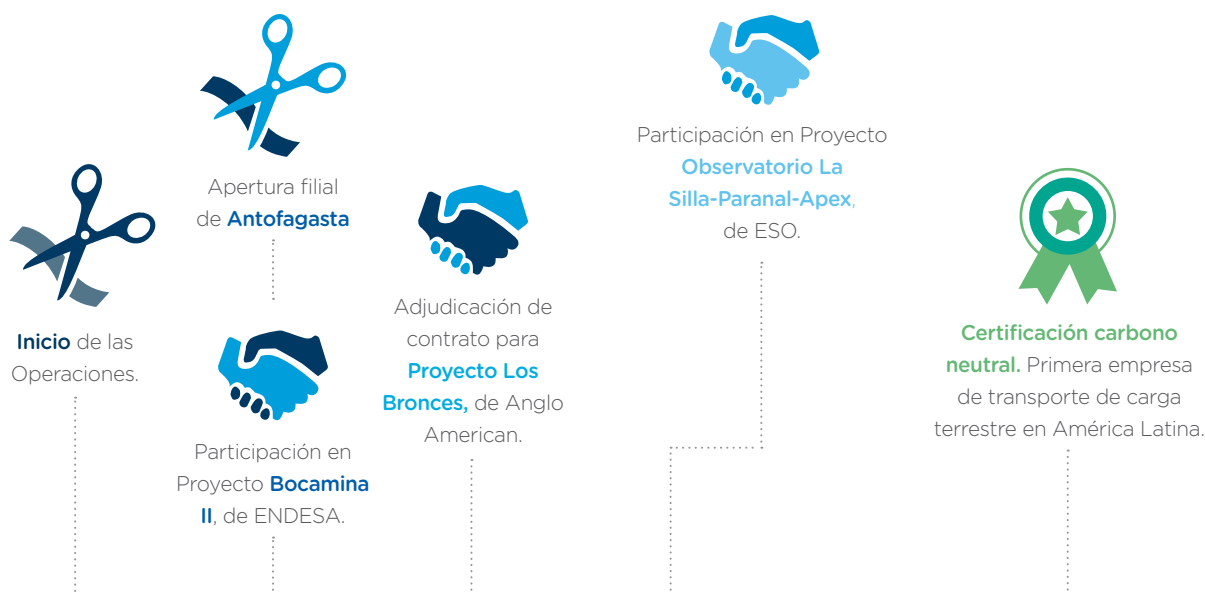 Inicio de las
Operaciones.
Apertura filial
de Antofagasta
Participación en
Proyecto Bocamina
II, de ENDESA.
Adjudicación de
contrato para
Proyecto Los
Bronces, de Anglo
American.
Participación en Proyecto
Observatorio La
Silla-Paranal-Apex,
de ESO.
Certificación carbono
neutral. Primera empresa
de transporte de carga
terrestre en América Latina.